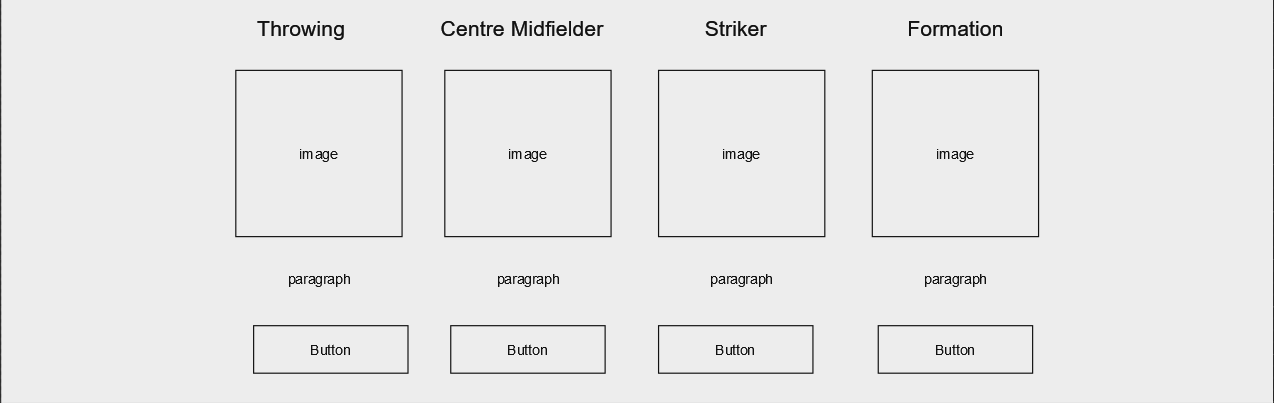 Throwing
Centre Midfielder
Striker
Formation
image
image
image
image
paragraph
paragraph
paragraph
paragraph
Button
Button
Button
Button